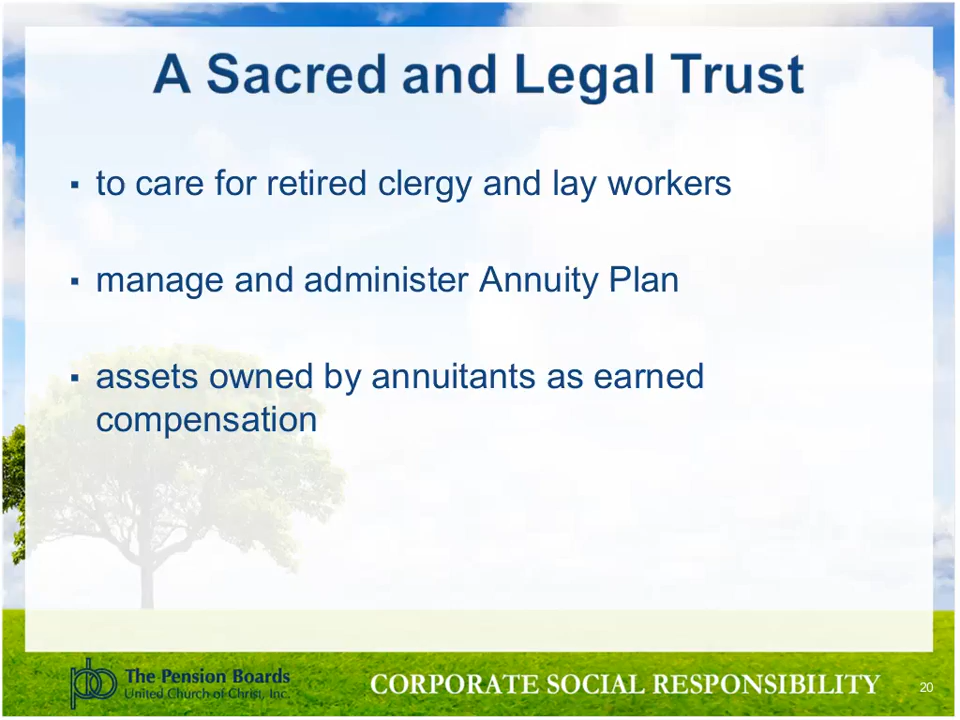 A Sacred and Legal Trust
▪ to care for retired clergy and lay workers
▪ manage and administer Annuity Plan
▪ assets owned by annuitants as earned
compensation
pbo The Pension Boards
United Church of Christ, Inc.
CORPORATE SOCIAL RESPONSIBILITY
20